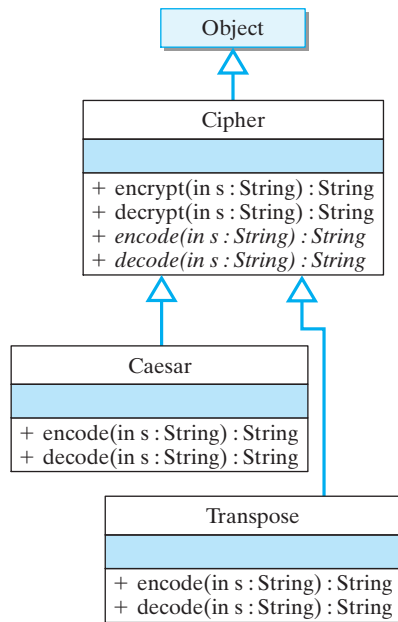 Object
Cipher
+ encrypt(in s : String) : String
+ decrypt(in s : String) : String
+ encode(in s : String) : String
+ decode(in s : String) : String
Caesar
+ encode(in s : String) : String
+ decode(in s : String) : String
Transpose
+ encode(in s : String) : String
+ decode(in s : String) : String